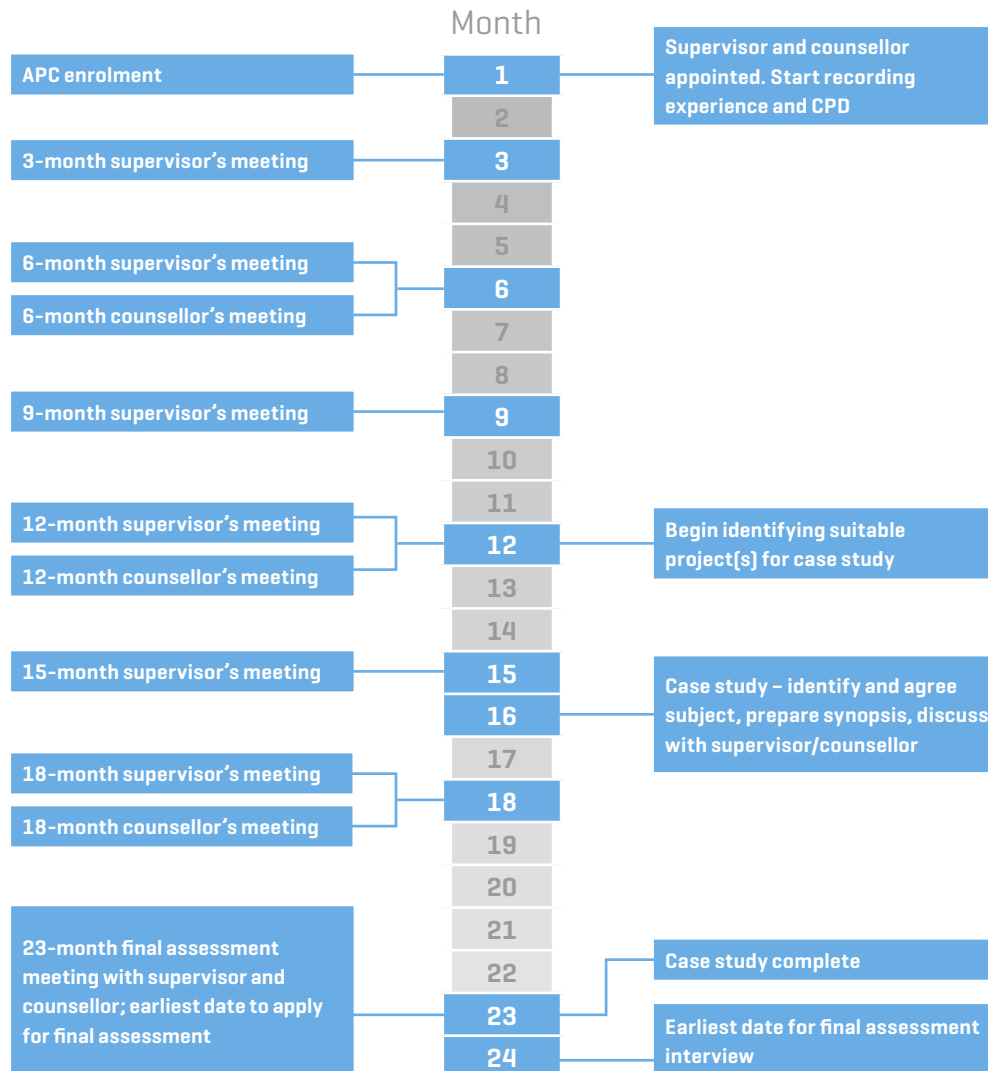 Month
APC enrolment
1
Supervisor and counsellor
appointed. Start recording
experience and CPD
2
3-month supervisor's meeting
3
4
5
6-month supervisor's meeting
6-month counsellor's meeting
6
7
8
9-month supervisor's meeting
9
10
11
12-month supervisor's meeting
12-month counsellor's meeting
12
Begin identifying suitable
project(s) for case study
13
14
15-month supervisor's meeting
15
16
Case study – identify and agree
subject, prepare synopsis, discuss
with supervisor/counsellor
17
18-month supervisor's meeting
18-month counsellor's meeting
18
19
20
21
22
23-month final assessment
meeting with supervisor and
counsellor; earliest date to apply
for final assessment
23
Case study complete
24
Earliest date for final assessment
interview